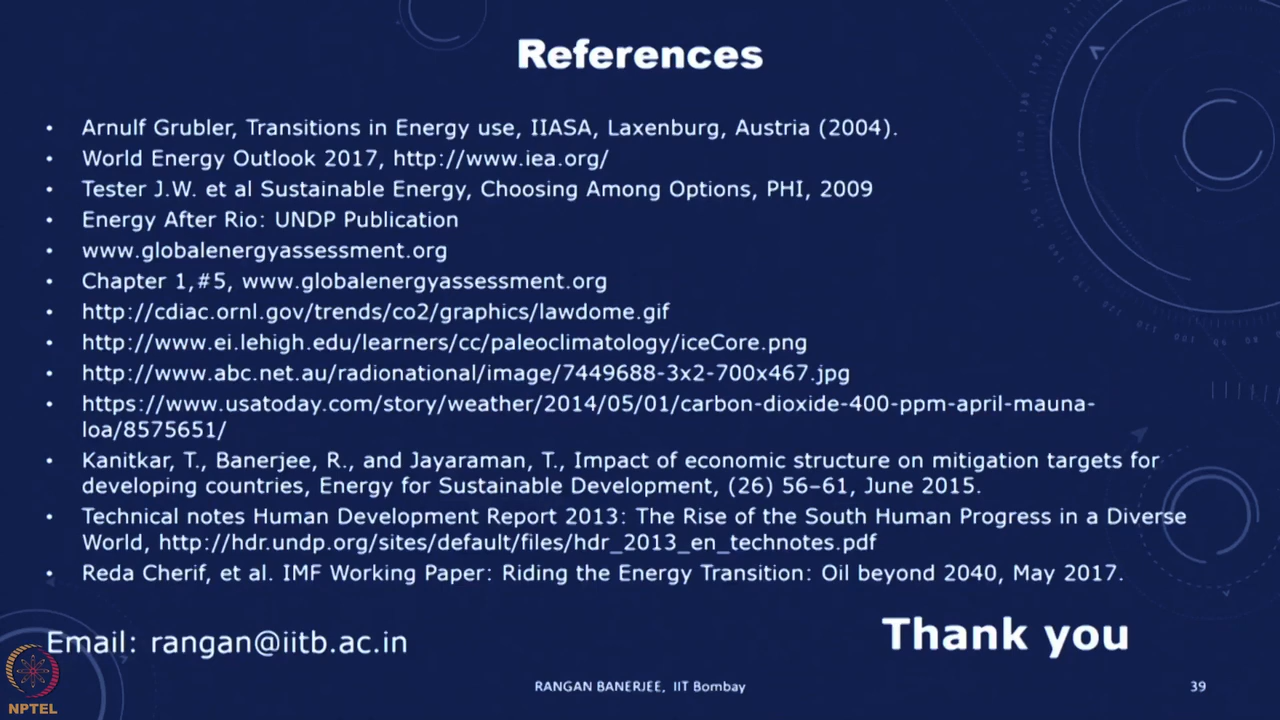 References
• Arnulf Grubler, Transitions in Energy use, IIASA, Laxenburg, Austria (2004).
• World Energy Outlook 2017, http://www.iea.org/
• Tester J.W. et al Sustainable Energy, Choosing Among Options, PHI, 2009
• Energy After Rio: UNDP Publication
• www.globalenergyassessment.org
• Chapter 1,#5, www.globalenergyassessment.org
• http://cdiac.ornl.gov/trends/co2/graphics/lawdome.gif
• http://www.ei.lehigh.edu/learners/cc/paleoclimatology/iceCore.png
• http://www.abc.net.au/radionational/image/7449688-3x2-700x467.jpg
• https://www.usatoday.com/story/weather/2014/05/01/carbon-dioxide-400-ppm-april-mauna-
loa/8575651/
• Kanitkar, T., Banerjee, R., and Jayaraman, T., Impact of economic structure on mitigation targets for
developing countries, Energy for Sustainable Development, (26) 56–61, June 2015.
• Technical notes Human Development Report 2013: The Rise of the South Human Progress in a Diverse
World, http://hdr.undp.org/sites/default/files/hdr_2013_en_technotes.pdf
• Reda Cherif, et al. IMF Working Paper: Riding the Energy Transition: Oil beyond 2040, May 2017.
Email: rangan@iitb.ac.in
Thank you
RANGAN BANERJEE, IIT Bombay
39
NPTEL